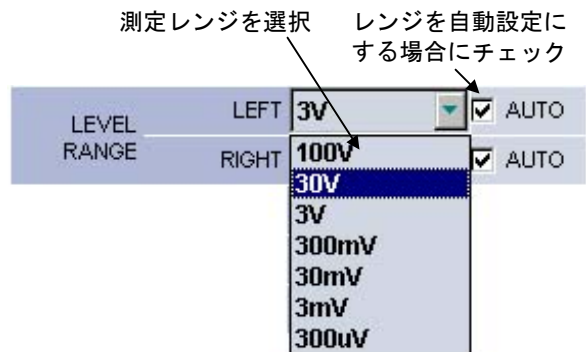 測定レンジを選択
レンジを自動設定に
する場合にチェック
LEVEL
RANGE
LEFT 3V AUTO
RIGHT AUTO
100V
30V
3V
300mV
30mV
3mV
300uV